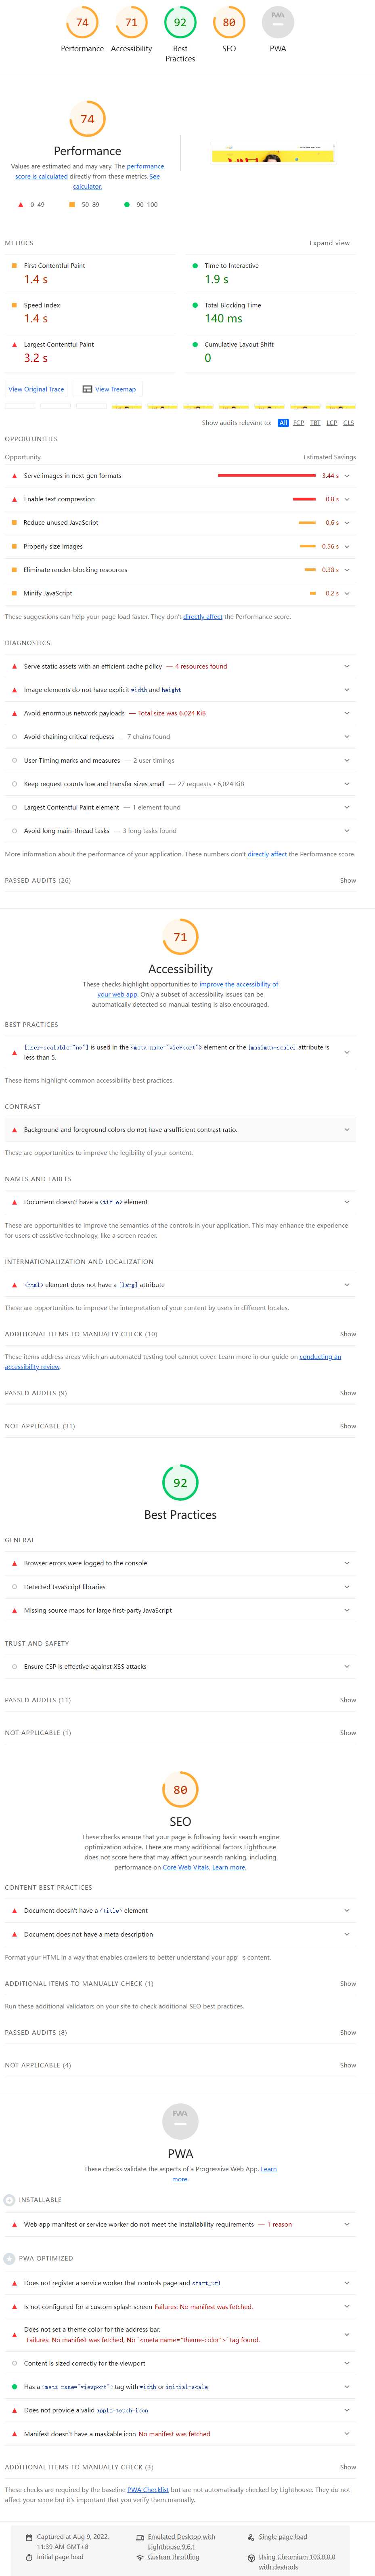 74
71
92
80
PWA
Performance
Accessibility
Best
Practices
SEO
PWA
74
Performance
Values are estimated and may vary. The performance
score is calculated directly from these metrics. See
calculator.
0–49
50–89
90–100
METRICS
Expand view
First Contentful Paint
1.4 s
Time to Interactive
1.9 s
Speed Index
1.4 s
Total Blocking Time
140 ms
Largest Contentful Paint
3.2 s
Cumulative Layout Shift
0
View Original Trace
View Treemap
Show audits relevant to: All FCP TBT LCP CLS
OPPORTUNITIES
Opportunity
Estimated Savings
Serve images in next-gen formats 3.44 s
Enable text compression 0.8 s
Reduce unused JavaScript 0.6 s
Properly size images 0.56 s
Eliminate render-blocking resources 0.38 s
Minify JavaScript 0.2 s
These suggestions can help your page load faster. They don't directly affect the Performance score.
DIAGNOSTICS
Serve static assets with an efficient cache policy — 4 resources found
Image elements do not have explicit width and height
Avoid enormous network payloads — Total size was 6,024 KiB
Avoid chaining critical requests — 7 chains found
User Timing marks and measures — 2 user timings
Keep request counts low and transfer sizes small — 27 requests • 6,024 KiB
Largest Contentful Paint element — 1 element found
Avoid long main-thread tasks — 3 long tasks found
More information about the performance of your application. These numbers don't directly affect the Performance score.
PASSED AUDITS (26)
Show
71
Accessibility
These checks highlight opportunities to improve the accessibility of
your web app. Only a subset of accessibility issues can be
automatically detected so manual testing is also encouraged.
BEST PRACTICES
[user-scalable="no"] is used in the <meta name="viewport"> element or the [maximum-scale] attribute is
less than 5.
These items highlight common accessibility best practices.
CONTRAST
Background and foreground colors do not have a sufficient contrast ratio.
These are opportunities to improve the legibility of your content.
NAMES AND LABELS
Document doesn't have a <title> element
These are opportunities to improve the semantics of the controls in your application. This may enhance the experience
for users of assistive technology, like a screen reader.
INTERNATIONALIZATION AND LOCALIZATION
<html> element does not have a [lang] attribute
These are opportunities to improve the interpretation of your content by users in different locales.
ADDITIONAL ITEMS TO MANUALLY CHECK (10)
Show
These items address areas which an automated testing tool cannot cover. Learn more in our guide on conducting an
accessibility review.
PASSED AUDITS (9)
Show
NOT APPLICABLE (31)
Show
92
Best Practices
GENERAL
Browser errors were logged to the console
Detected JavaScript libraries
Missing source maps for large first-party JavaScript
TRUST AND SAFETY
Ensure CSP is effective against XSS attacks
PASSED AUDITS (11)
Show
NOT APPLICABLE (1)
Show
80
SEO
These checks ensure that your page is following basic search engine
optimization advice. There are many additional factors Lighthouse
does not score here that may affect your search ranking, including
performance on Core Web Vitals. Learn more.
CONTENT BEST PRACTICES
Document doesn't have a <title> element
Document does not have a meta description
Format your HTML in a way that enables crawlers to better understand your app's content.
ADDITIONAL ITEMS TO MANUALLY CHECK (1)
Show
Run these additional validators on your site to check additional SEO best practices.
PASSED AUDITS (8)
Show
NOT APPLICABLE (4)
Show
PWA
PWA
These checks validate the aspects of a Progressive Web App. Learn
more.
INSTALLABLE
Web app manifest or service worker do not meet the installability requirements — 1 reason
PWA OPTIMIZED
Does not register a service worker that controls page and start_url
Is not configured for a custom splash screen Failures: No manifest was fetched.
Does not set a theme color for the address bar.
Failures: No manifest was fetched, No `<meta name="theme-color">` tag found.
Content is sized correctly for the viewport
Has a <meta name="viewport"> tag with width or initial-scale
Does not provide a valid apple-touch-icon
Manifest doesn't have a maskable icon No manifest was fetched
ADDITIONAL ITEMS TO MANUALLY CHECK (3)
Show
These checks are required by the baseline PWA Checklist but are not automatically checked by Lighthouse. They do not
affect your score but it's important that you verify them manually.
Captured at Aug 9, 2022,
11:39 AM GMT+8
Emulated Desktop with
Lighthouse 9.6.1
Single page load
Initial page load
Custom throttling
Using Chromium 103.0.0.0
with devtools